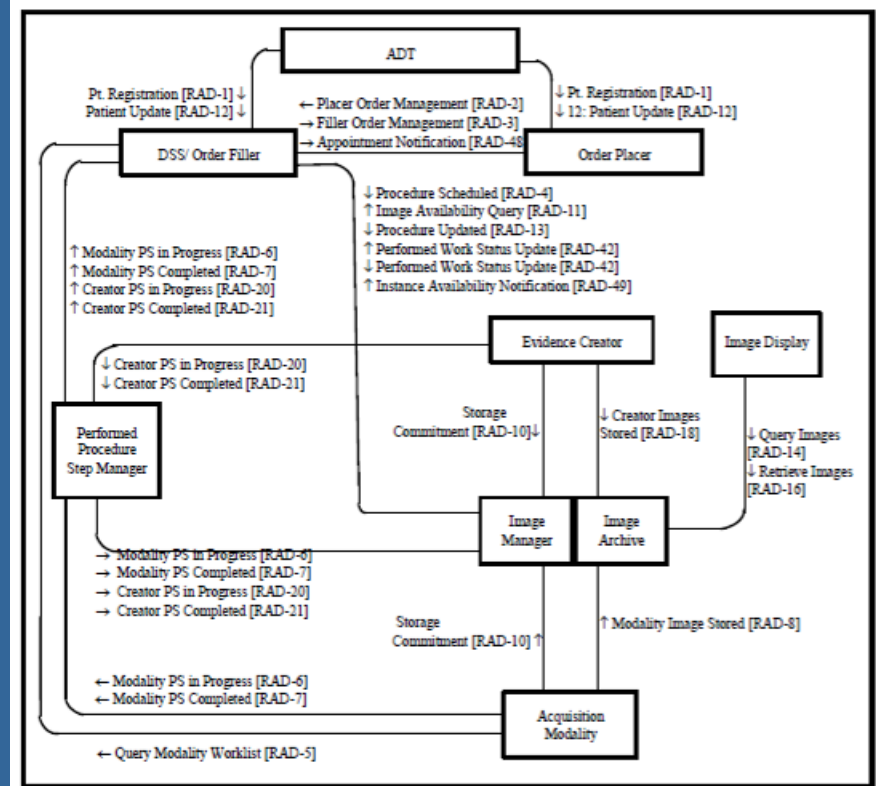 ADT
Pt. Registration [RAD-1] ↓
Patient Update [RAD-12] ↓
← Placer Order Management [RAD-2]
→ Filler Order Management [RAD-3]
→ Appointment Notification [RAD-48
↓ Pt. Registration [RAD-1]
↓ 12: Patient Update [RAD-12]
DSS/ Order Filler
Order Placer
↓ Procedure Scheduled [RAD-4]
↑ Image Availability Query [RAD-11]
↓ Procedure Updated [RAD-13]
↑ Performed Work Status Update [RAD-42]
↓ Performed Work Status Update [RAD-42]
↑ Instance Availability Notification [RAD-49]
↑ Modality PS in Progress [RAD-6]
↑ Modality PS Completed [RAD-7]
↑ Creator PS in Progress [RAD-20]
↑ Creator PS Completed [RAD-21]
Evidence Creator
Image Display
↓ Creator PS in Progress [RAD-20]
↓ Creator PS Completed [RAD-21]
Storage
Commitment [RAD-10]↓
↓ Creator Images
Stored [RAD-18]
↓ Query Images
[RAD-14]
↓ Retrieve Images
[RAD-16]
Performed
Procedure
Step Manager
Image
Manager
Image
Archive
→ Modality PS in Progress [RAD-6]
→ Modality PS Completed [RAD-7]
→ Creator PS in Progress [RAD-20]
→ Creator PS Completed [RAD-21]
Storage
Commitment [RAD-10] ↑
↑ Modality Image Stored [RAD-8]
← Modality PS in Progress [RAD-6]
← Modality PS Completed [RAD-7]
Acquisition
Modality
← Query Modality Worklist [RAD-5]